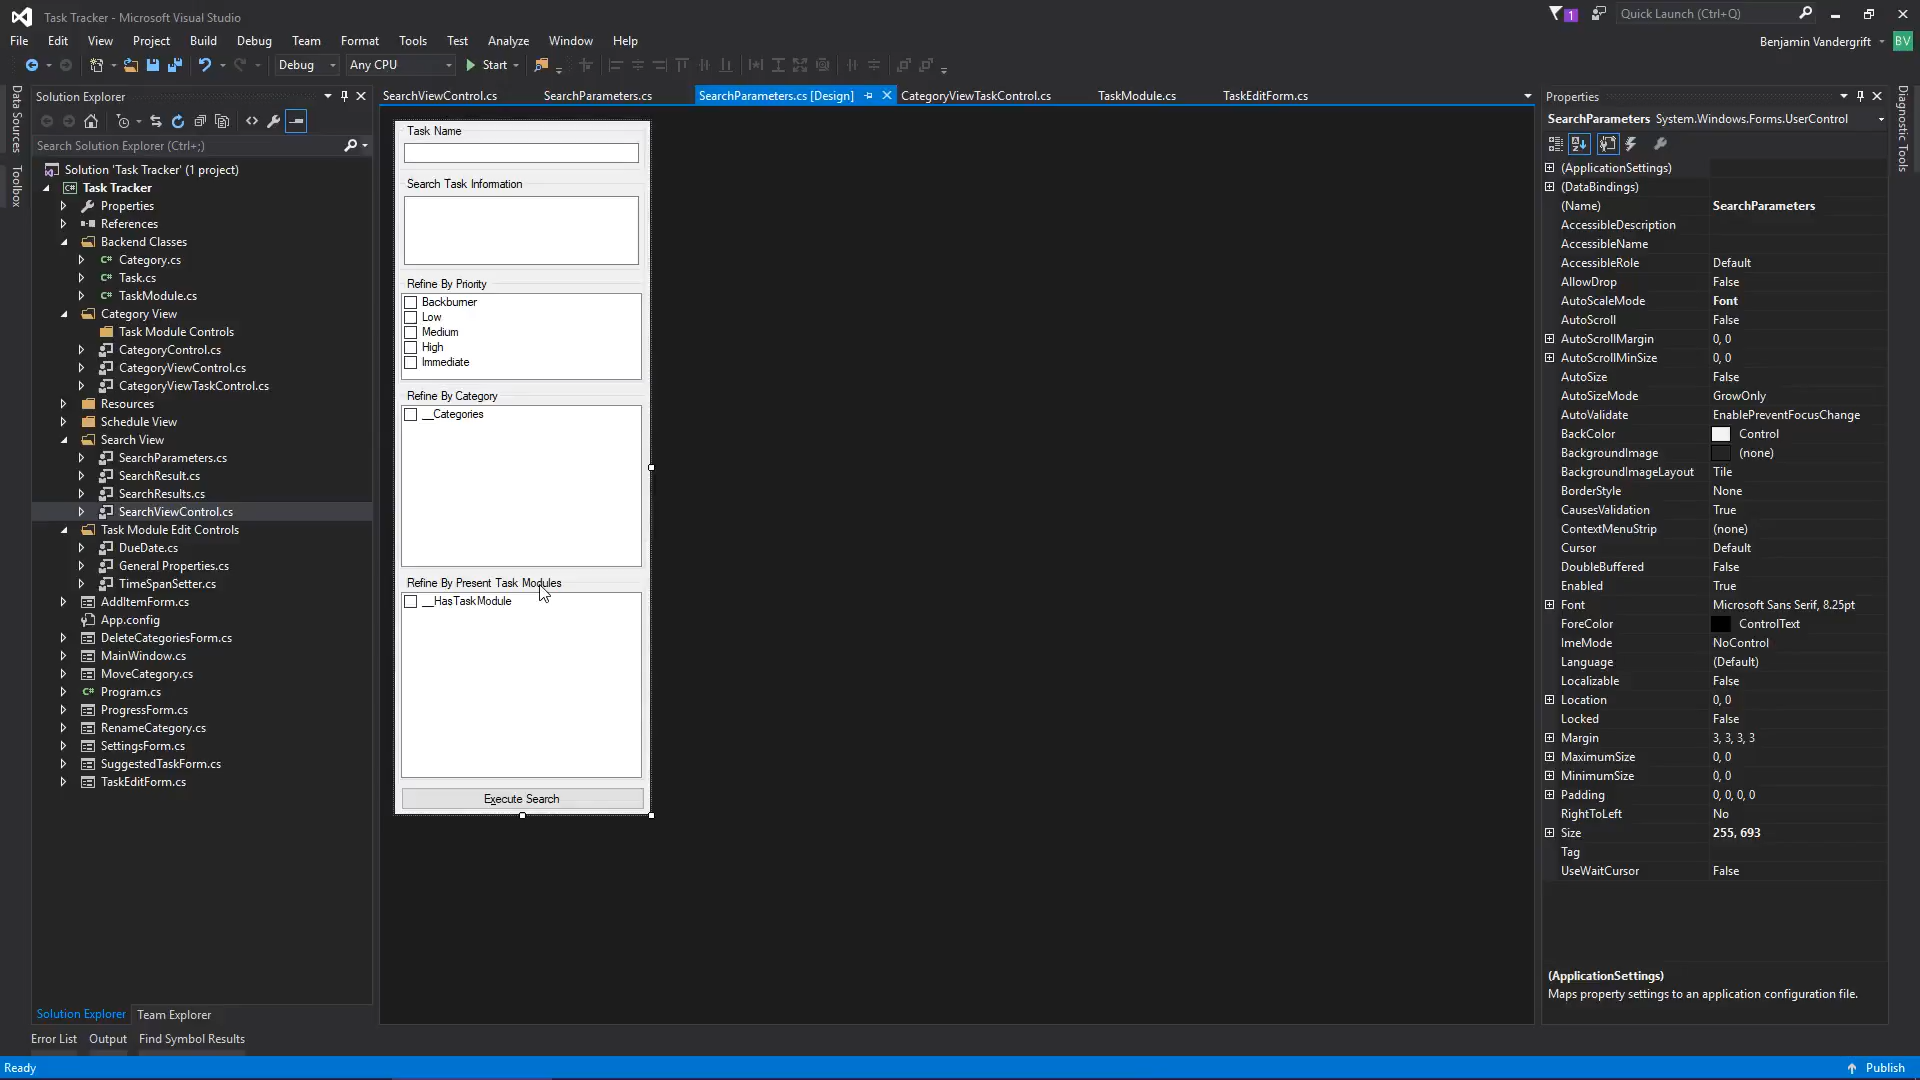 Task Tracker - Microsoft Visual Studio
1
Quick Launch (Ctrl+Q)
File Edit View Project Build Debug Team Format Tools Test Analyze Window Help
Benjamin Vandergrift
BV
Debug
Any CPU
Start
Data Sources
Toolbox
Solution Explorer
Search Solution Explorer (Ctrl+;)
Solution 'Task Tracker' (1 project)
Task Tracker
Properties
References
Backend Classes
Category.cs
Task.cs
TaskModule.cs
Category View
Task Module Controls
CategoryControl.cs
CategoryViewControl.cs
CategoryViewTaskControl.cs
Resources
Schedule View
Search View
SearchParameters.cs
SearchResult.cs
SearchResults.cs
SearchViewControl.cs
Task Module Edit Controls
DueDate.cs
General Properties.cs
TimeSpanSetter.cs
AddItemForm.cs
App.config
DeleteCategoriesForm.cs
MainWindow.cs
MoveCategory.cs
Program.cs
ProgressForm.cs
RenameCategory.cs
SettingsForm.cs
SuggestedTaskForm.cs
TaskEditForm.cs
Solution Explorer
Team Explorer
SearchViewControl.cs
SearchParameters.cs
SearchParameters.cs [Design]
CategoryViewTaskControl.cs
TaskModule.cs
TaskEditForm.cs
Task Name
Search Task Information
Refine By Priority
Backburner
Low
Medium
High
Immediate
Refine By Category
__Categories
Refine By Present Task Modules
__HasTaskModule
Execute Search
Properties
SearchParameters System.Windows.Forms.UserControl
(ApplicationSettings)
(DataBindings)
(Name) SearchParameters
AccessibleDescription
AccessibleName
AccessibleRole Default
AllowDrop False
AutoScaleMode Font
AutoScroll False
AutoScrollMargin 0, 0
AutoScrollMinSize 0, 0
AutoSize False
AutoSizeMode GrowOnly
AutoValidate EnablePreventFocusChange
BackColor Control
BackgroundImage (none)
BackgroundImageLayout Tile
BorderStyle None
CausesValidation True
ContextMenuStrip (none)
Cursor Default
DoubleBuffered False
Enabled True
Font Microsoft Sans Serif, 8.25pt
ForeColor ControlText
ImeMode NoControl
Language (Default)
Localizable False
Location 0, 0
Locked False
Margin 3, 3, 3, 3
MaximumSize 0, 0
MinimumSize 0, 0
Padding 0, 0, 0, 0
RightToLeft No
Size 255, 693
Tag
UseWaitCursor False
(ApplicationSettings)
Maps property settings to an application configuration file.
Diagnostic Tools
Error List Output Find Symbol Results
Ready
Publish